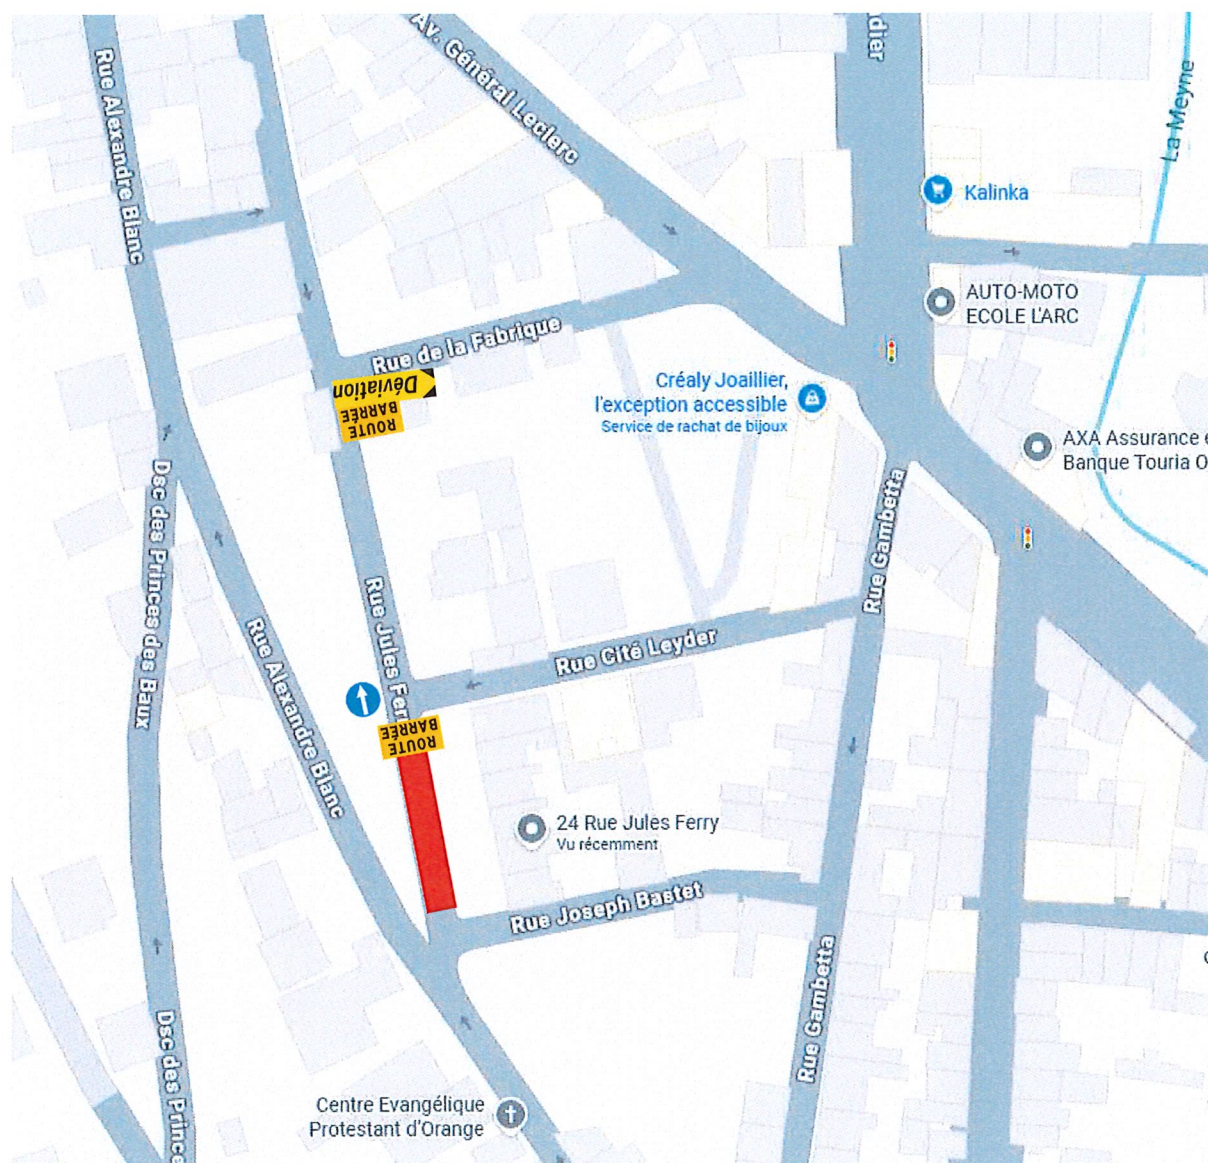 Rue Alexandre Blanc
Av. Général Leclerc
dier
La Meyne
Kalinka
AUTO-MOTO
ECOLE L'ARC
Rue de la Fabrique
Déviation
ROUTE
BARRÉE
Créaly Joaillier,
l'exception accessible
Service de rachat de bijoux
AXA Assurance e
Banque Touria O
Dsc des Princes des Baux
Rue Gambetta
Rue Jules Ferr
Rue Cité Leyder
Rue Alexandre Blanc
ROUTE
BARRÉE
24 Rue Jules Ferry
Vu récemment
Rue Joseph Bastet
Rue Gambetta
Dsc des Prince
Centre Evangélique
Protestant d'Orange